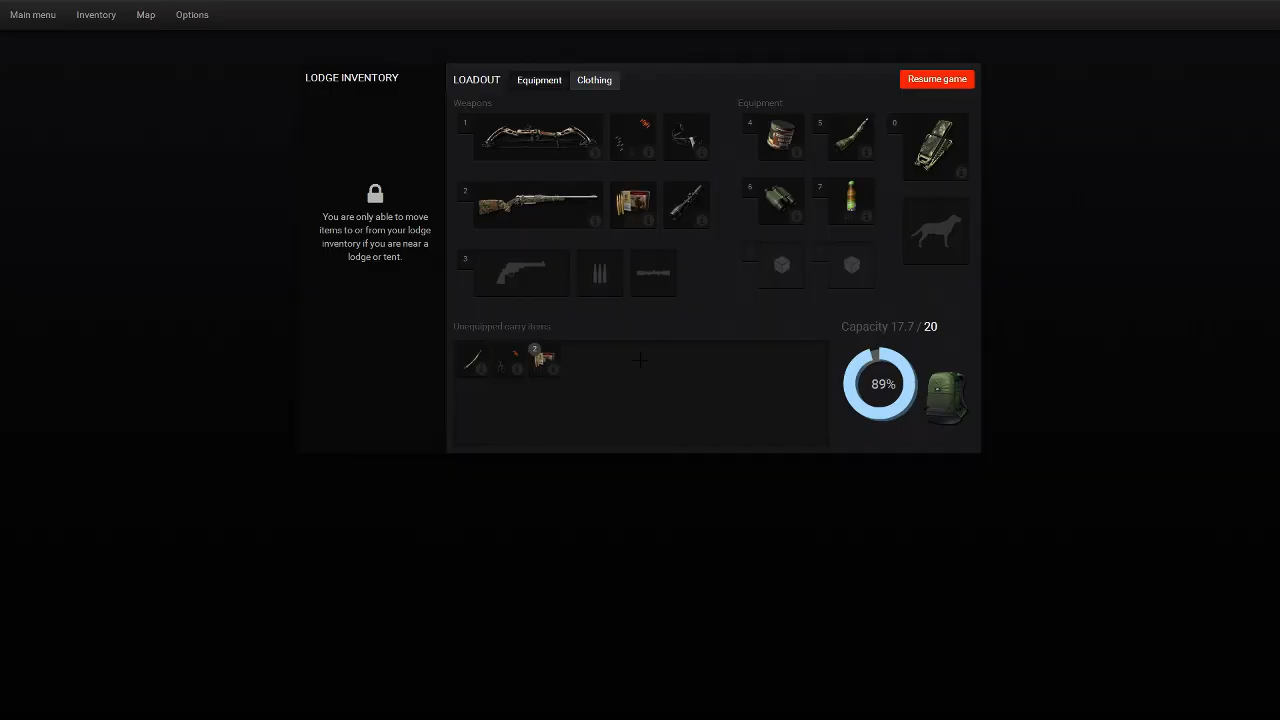 Main menu Inventory Map Options
LODGE INVENTORY
You are only able to move
items to or from your lodge
inventory if you are near a
lodge or tent.
LOADOUT Equipment Clothing Resume game
Weapons
1
2
3
Equipment
4 5 0
6 7
Unequipped carry items
2
Capacity 17.7 / 20
89%